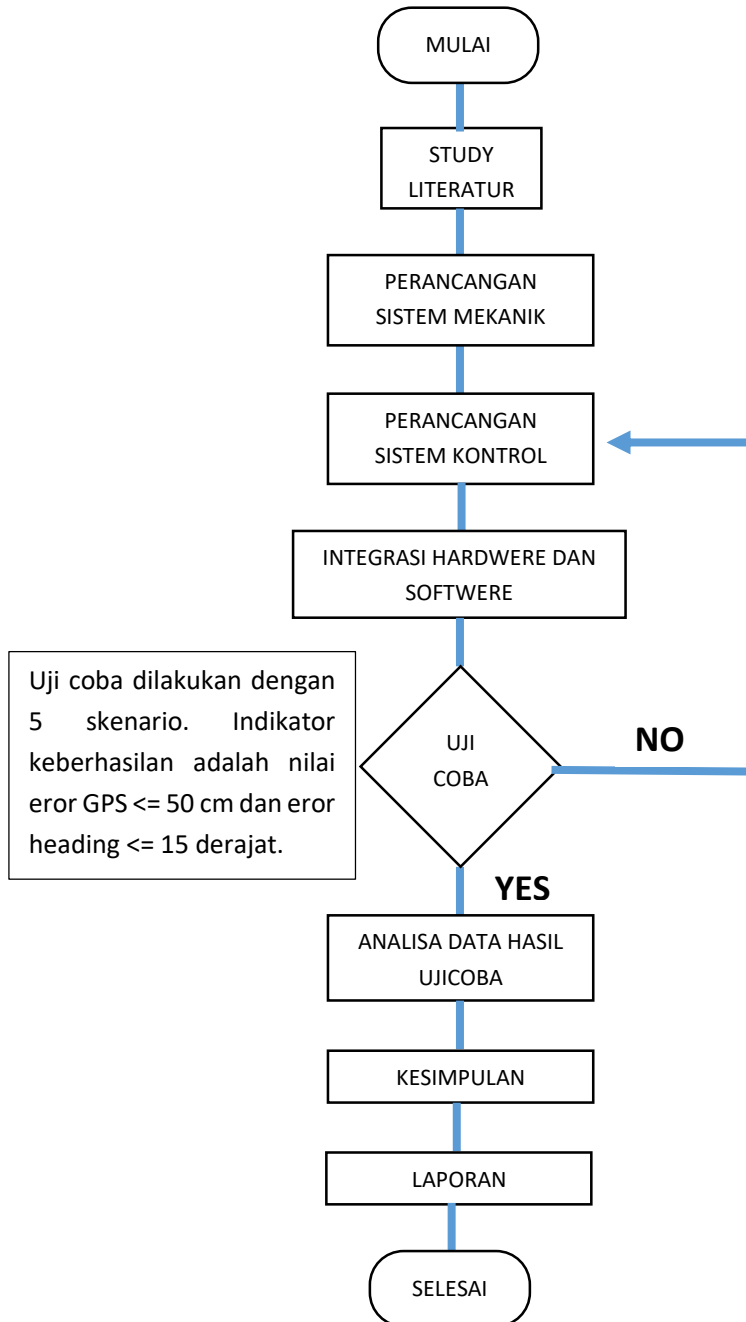 MULAI
STUDY
LITERATUR
PERANCANGAN
SISTEM MEKANIK
PERANCANGAN
SISTEM KONTROL
INTEGRASI HARDWERE DAN
SOFTWERE
Uji coba dilakukan dengan
5 skenario. Indikator
keberhasilan adalah nilai
eror GPS <= 50 cm dan eror
heading <= 15 derajat.
UJI
COBA
NO
YES
ANALISA DATA HASIL
UJICOBA
KESIMPULAN
LAPORAN
SELESAI